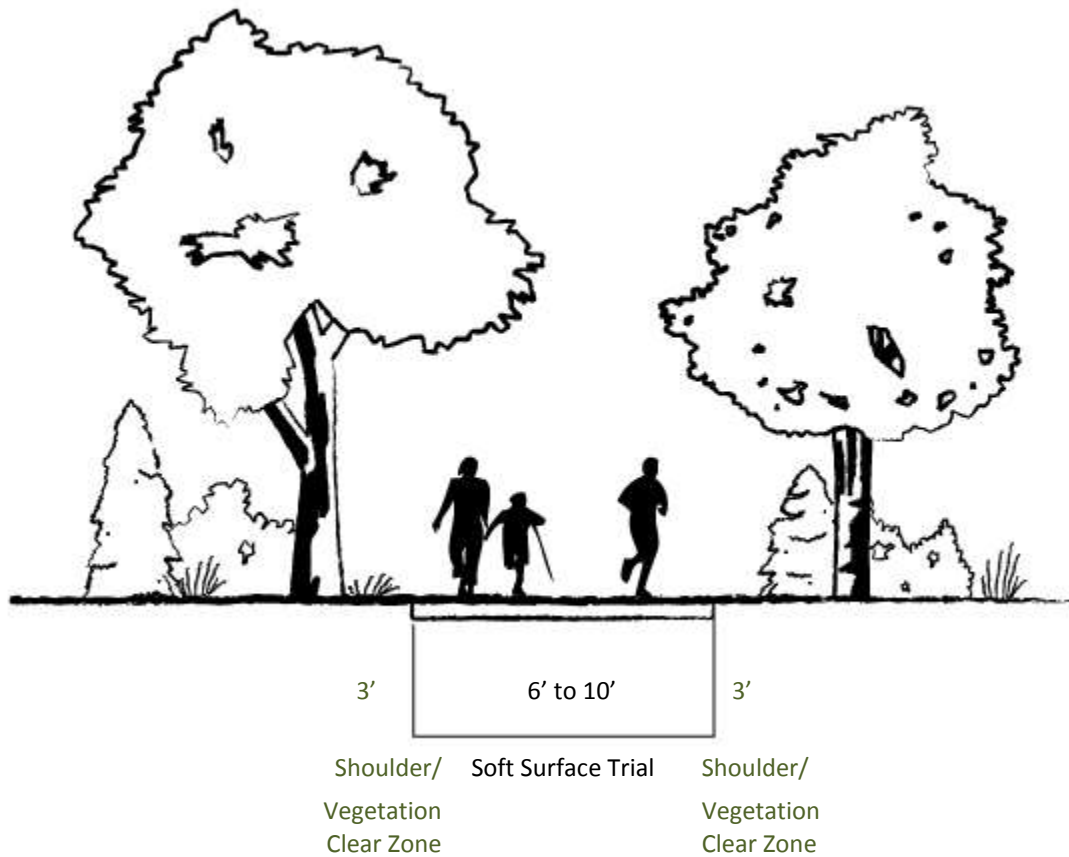 3’ 6’ to 10’ 3’
Shoulder/ Soft Surface Trial Shoulder/
Vegetation Vegetation
Clear Zone Clear Zone